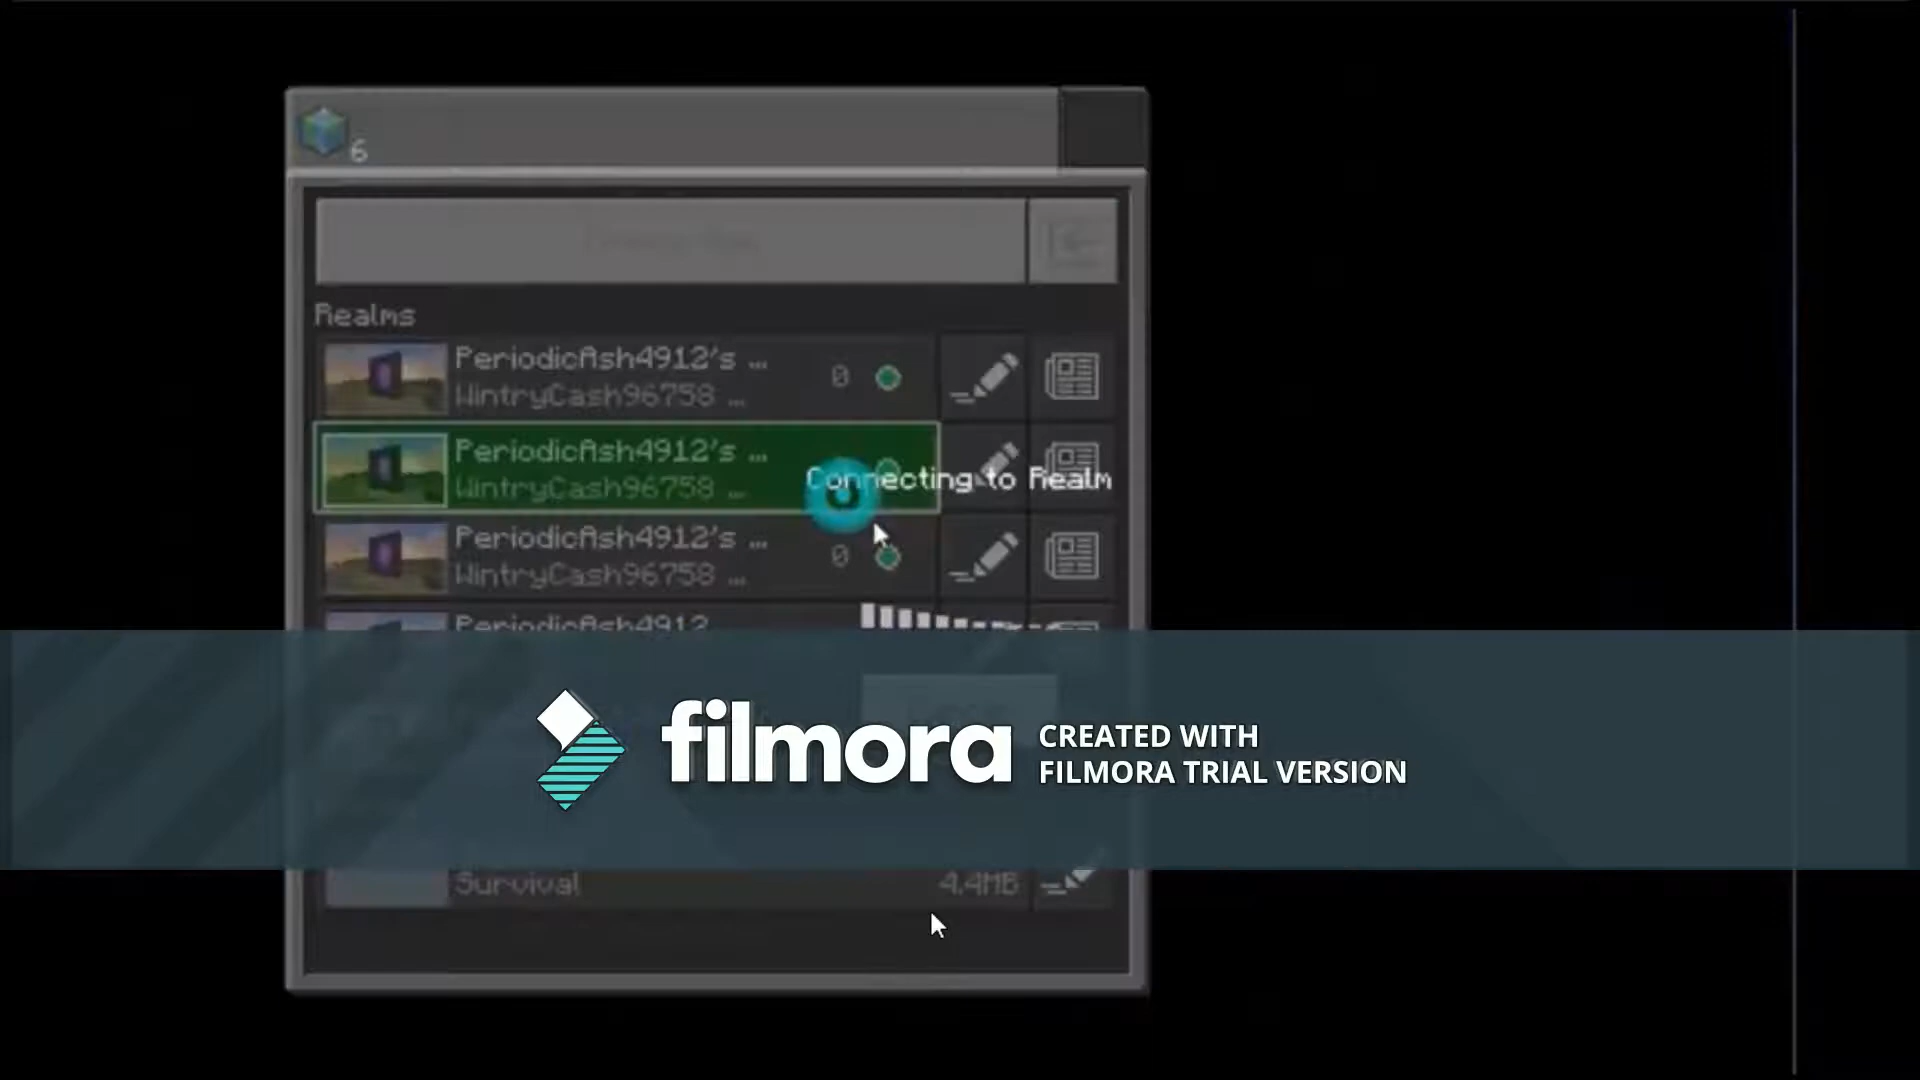 6
Realms
PeriodicAsh4912's ...
WintryCash96758 ...
0
PeriodicAsh4912's ...
WintryCash96758 ...
Connecting to Realm
PeriodicAsh4912's ...
WintryCash96758 ...
0
PeriodicAsh4912
filmora
CREATED WITH
FILMORA TRIAL VERSION
Survival
4.4MB